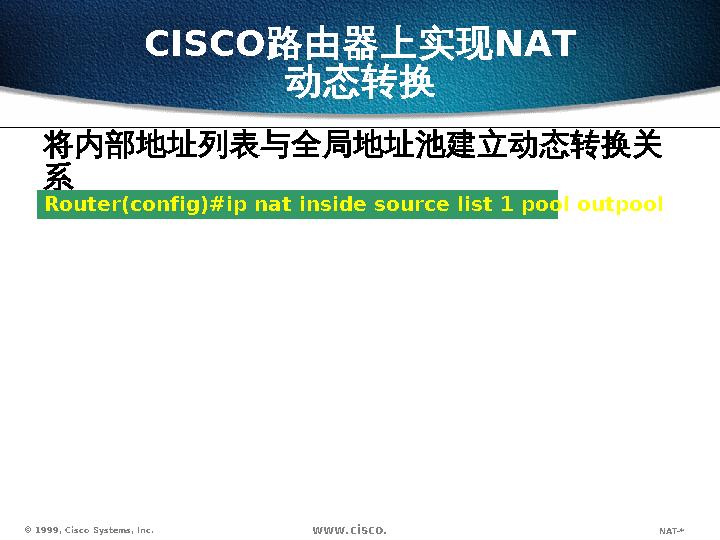 CISCO路由器上实现NAT
动态转换
将内部地址列表与全局地址池建立动态转换关
系
Router(config)#ip nat inside source list 1 pool outpool
© 1999, Cisco Systems, Inc.
www.cisco.
NAT-*